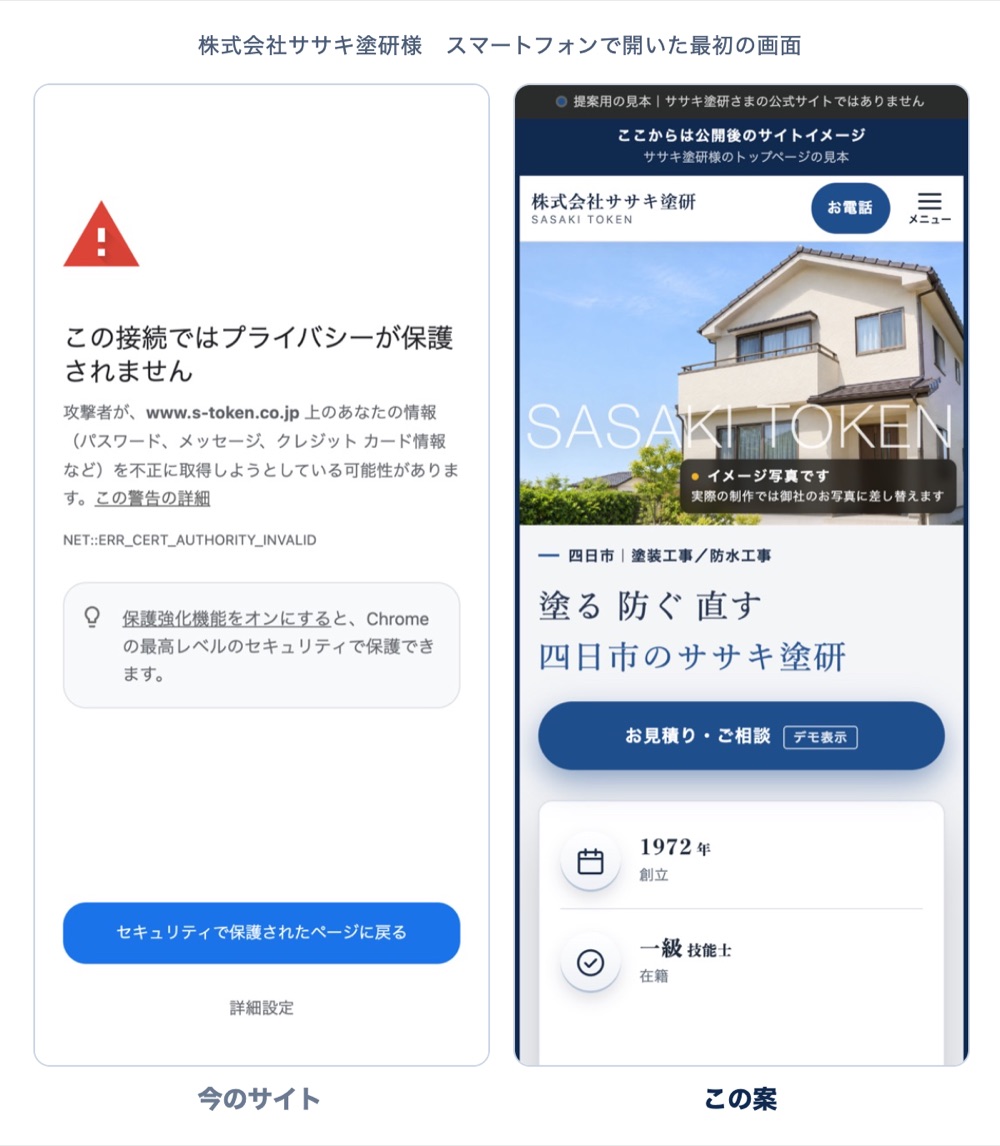 株式会社ササキ塗研様　スマートフォンで開いた最初の画面
この接続ではプライバシーが保護
されません
攻撃者が、www.s-token.co.jp 上のあなたの情報
（パスワード、メッセージ、クレジット カード情報
など）を不正に取得しようとしている可能性がありま
す。この警告の詳細
NET::ERR_CERT_AUTHORITY_INVALID
保護強化機能をオンにすると、Chrome
の最高レベルのセキュリティで保護でき
ます。
セキュリティで保護されたページに戻る
詳細設定
今のサイト
提案用の見本｜ササキ塗研さまの公式サイトではありません
ここからは公開後のサイトイメージ
ササキ塗研様のトップページの見本
株式会社ササキ塗研
SASAKI TOKEN
お電話
メニュー
SASAKI TOKEN
イメージ写真です
実際の制作では御社のお写真に差し替えます
四日市｜塗装工事／防水工事
塗る 防ぐ 直す
四日市のササキ塗研
お見積り・ご相談 デモ表示
1972 年
創立
一級 技能士
在籍
この案